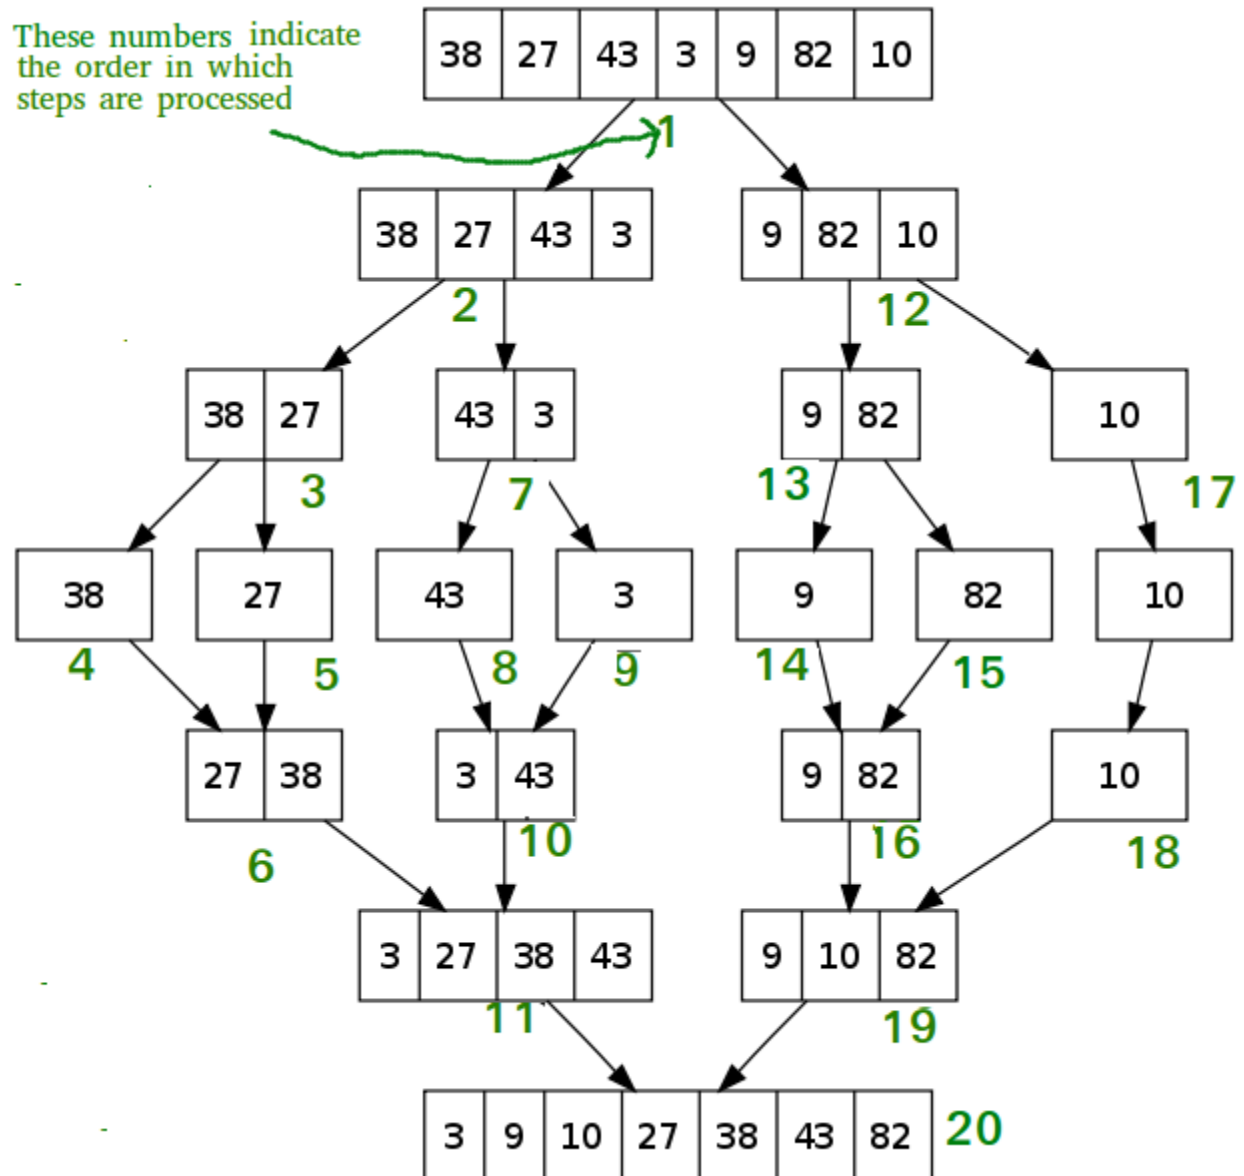 These numbers indicate
the order in which
steps are processed
38 27 43 3 9 82 10
1
38 27 43 3 9 82 10
2 12
38 27 43 3 9 82 10
3 7 13 17
38 27 43 3 9 82 10
4 5 8 9 14 15
27 38 3 43 9 82 10
6 10 16 18
3 27 38 43 9 10 82
11 19
3 9 10 27 38 43 82 20